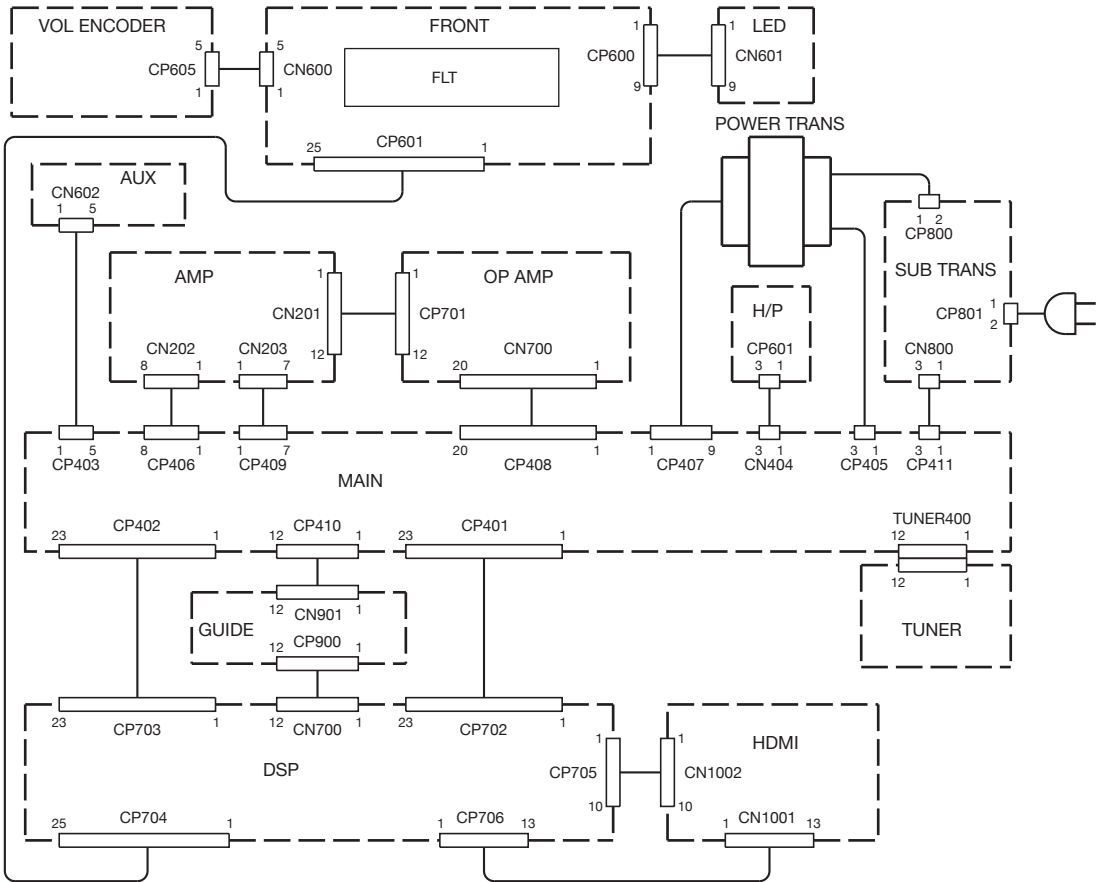 VOL ENCODER
FRONT
LED
5
5
1
1
CP605
CN600
CP600
CN601
FLT
1
1
9
9
CP601
25
1
POWER TRANS
AUX
CN602
1 5
1 2
CP800
SUB TRANS
AMP
OP AMP
1
1
H/P
CN201
CP701
CP801
1
2
12
12
CN202
CN203
CN700
CP601
CN800
8 1
1 7
20 1
3 1
3 1
1 5
8 1
1 7
20 1
1 9
3 1
3 1
3 1
CP403
CP406
CP409
CP408
CP407
CN404
CP405
CP411
MAIN
CP402
CP410
CP401
TUNER400
23 1
12 1
23 1
12 1
12 1
12 1
CN901
GUIDE
CP900
TUNER
12 1
23 1
12 1
23 1
CP703
CN700
CP702
1
1
HDMI
DSP
CP705
CN1002
10
10
CP704
CP706
CN1001
25 1
1 13
1 13